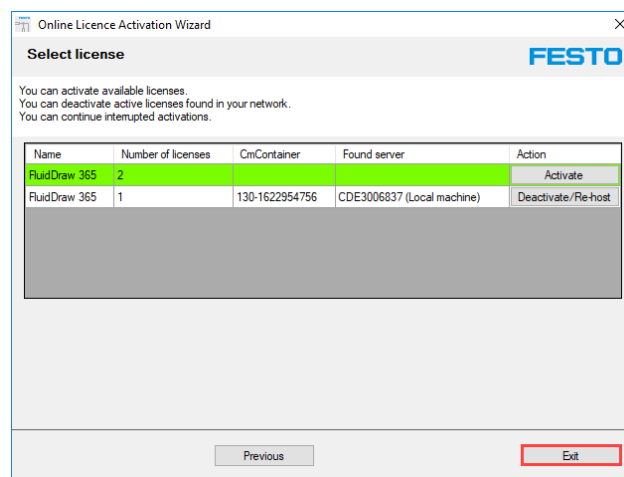 Online Licence Activation Wizard
Select license
FESTO
You can activate available licenses.
You can deactivate active licenses found in your network.
You can continue interrupted activations.
Name Number of licenses CmContainer Found server Action
FluidDraw 365 2 Activate
FluidDraw 365 1 130-1622954756 CDE3006837 (Local machine) Deactivate/Re-host
Previous Exit